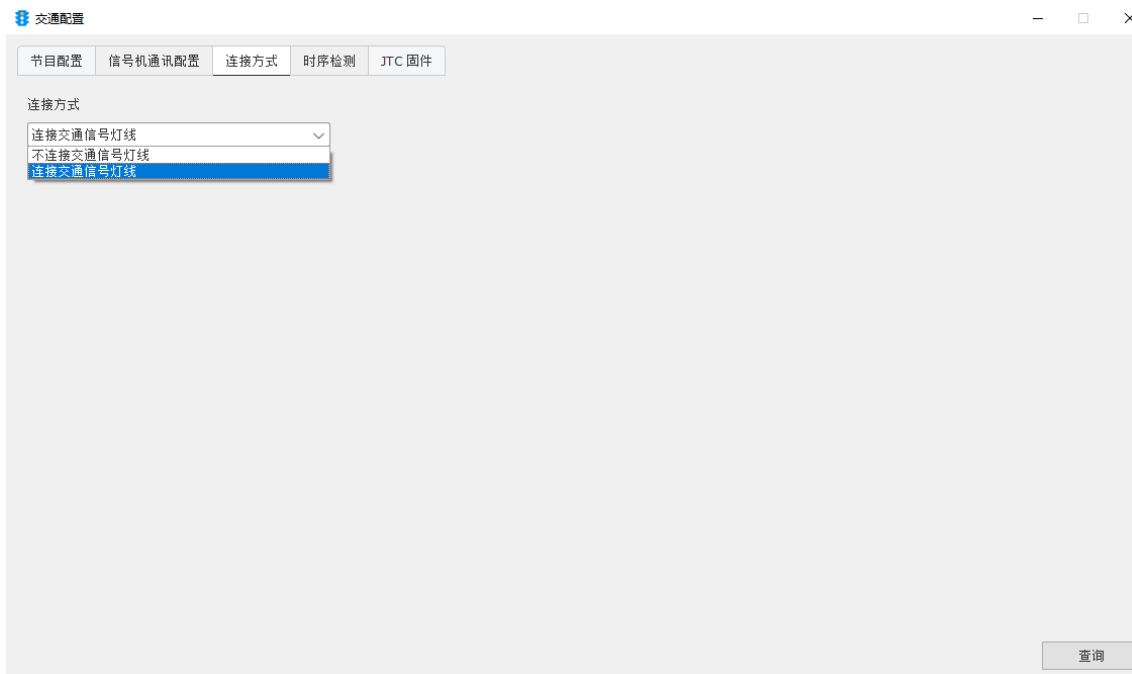 交通配置
节目配置 信号机通讯配置 连接方式 时序检测 JTC 固件
连接方式
连接交通信号灯线
不连接交通信号灯线
连接交通信号灯线
查询